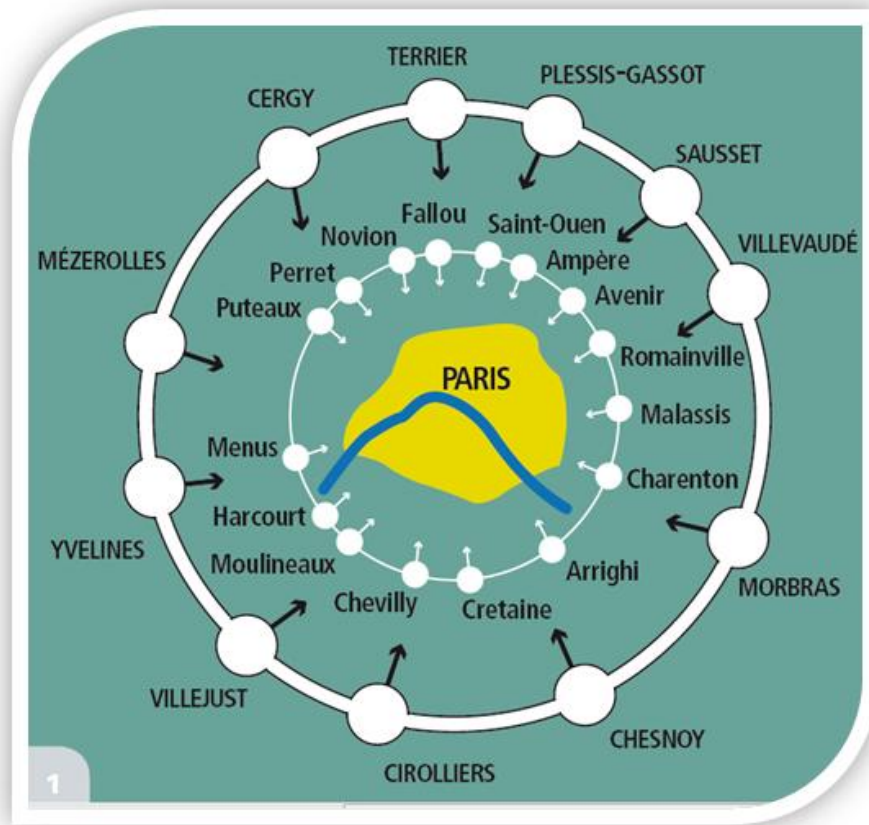 TERRIER
PLESSIS-GASSOT
CERGY
SAUSSET
VILLEVAUDÉ
MÉZEROLLES
Fallou
Saint-Ouen
Novion
Ampère
Perret
Avenir
Puteaux
Romainville
PARIS
Malassis
Menus
Charenton
Harcourt
YVELINES
Moulineaux
Arrighi
MORBRAS
Chevilly
Cretaine
VILLEJUST
CHESNOY
CIROLLIERS
1